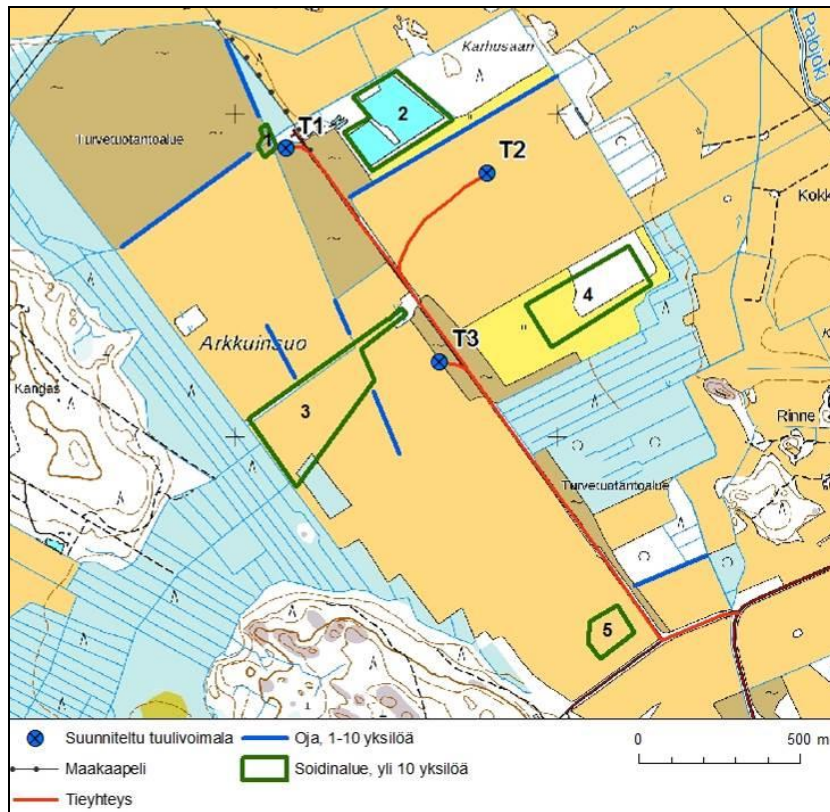 Karhusaari
Palojoki
2
T1
1
Turvetuotantoalue
T2
Kokk
4
T3
Arkkuinsuo
Kangas
3
Rinne
Turvetuotantoalue
5
Suunniteltu tuulivoimala
Oja, 1-10 yksilöä
0
500 m
Maakaapeli
Soidinalue, yli 10 yksilöä
Tieyhteys